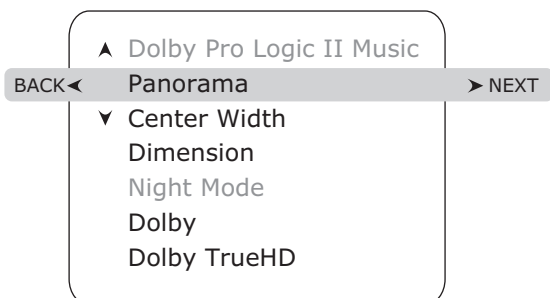 Dolby Pro Logic II Music
BACK Panorama NEXT
Center Width
Dimension
Night Mode
Dolby
Dolby TrueHD